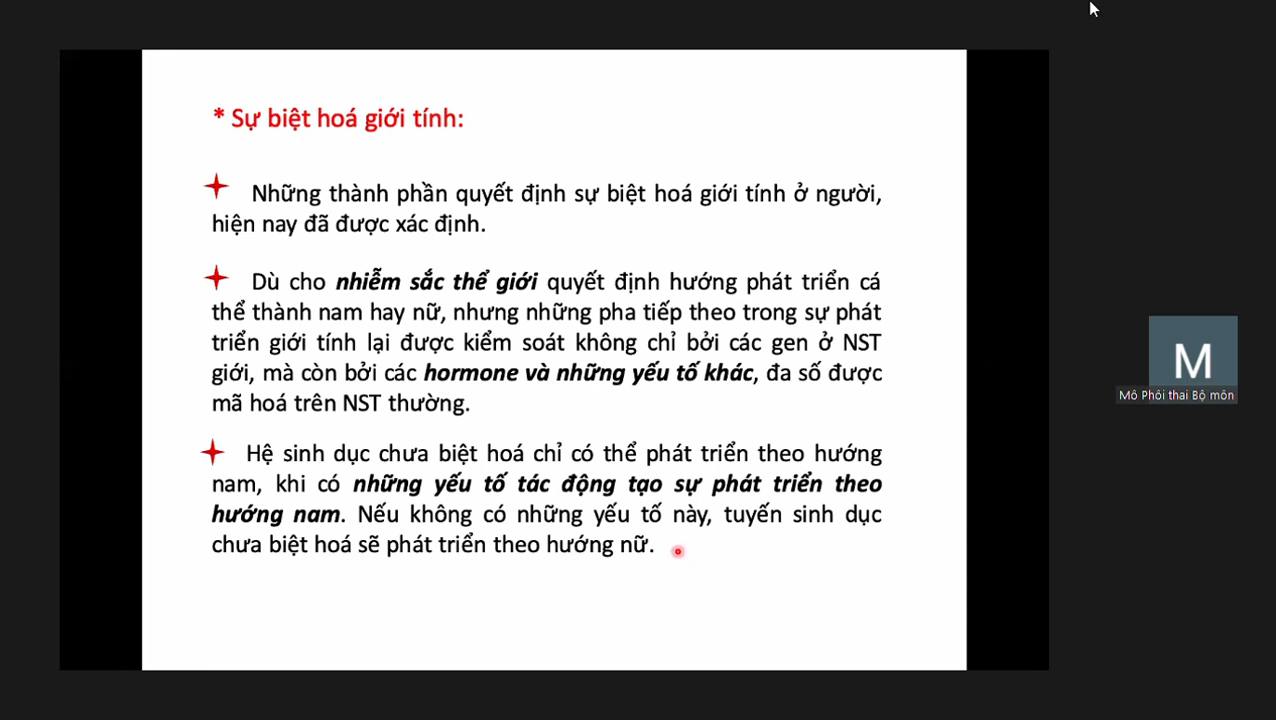 * Sự biệt hoá giới tính:
Những thành phần quyết định sự biệt hoá giới tính ở người,
hiện nay đã được xác định.
Dù cho nhiễm sắc thể giới quyết định hướng phát triển cá
thể thành nam hay nữ, nhưng những pha tiếp theo trong sự phát
triển giới tính lại được kiểm soát không chỉ bởi các gen ở NST
giới, mà còn bởi các hormone và những yếu tố khác, đa số được
mã hoá trên NST thường.
Hệ sinh dục chưa biệt hoá chỉ có thể phát triển theo hướng
nam, khi có những yếu tố tác động tạo sự phát triển theo
hướng nam. Nếu không có những yếu tố này, tuyến sinh dục
chưa biệt hoá sẽ phát triển theo hướng nữ.
M
Mô Phôi thai Bộ môn